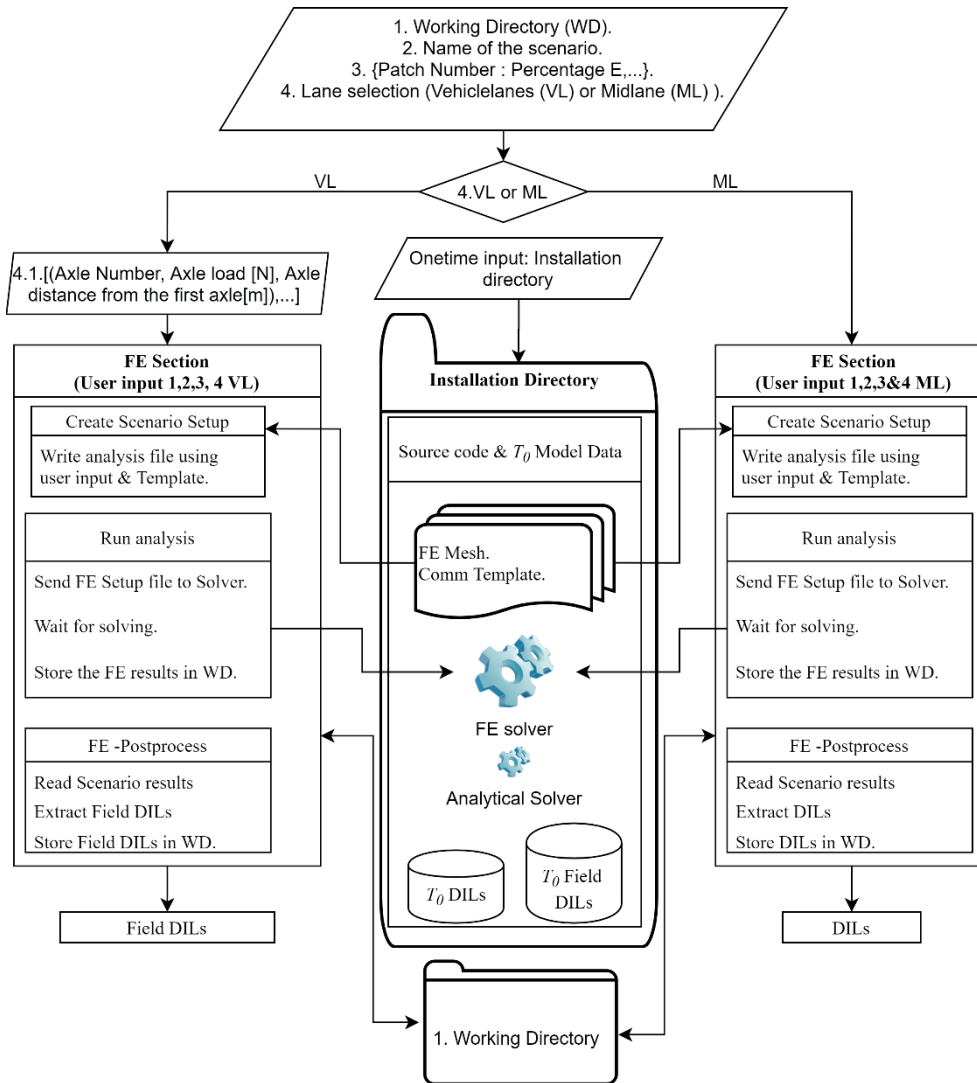 1. Working Directory (WD).
2. Name of the scenario.
3. {Patch Number : Percentage E,...}.
4. Lane selection (Vehiclelanes (VL) or Midlane (ML) ).
VL
4.VL or ML
ML
4.1.[(Axle Number, Axle load [N], Axle
distance from the first axle[m]),...]
Onetime input: Installation
directory
FE Section
(User input 1,2,3, 4 VL)
Create Scenario Setup
Write analysis file using
user input & Template.
Run analysis
Send FE Setup file to Solver.
Wait for solving.
Store the FE results in WD.
FE -Postprocess
Read Scenario results
Extract Field DILs
Store Field DILs in WD.
Field DILs
Installation Directory
Source code & T0 Model Data
FE Mesh.
Comm Template.
FE solver
Analytical Solver
T0 DILs
T0 Field
DILs
1. Working Directory
FE Section
(User input 1,2,3&4 ML)
Create Scenario Setup
Write analysis file using
user input & Template.
Run analysis
Send FE Setup file to Solver.
Wait for solving.
Store the FE results in WD.
FE -Postprocess
Read Scenario results
Extract DILs
Store DILs in WD.
DILs